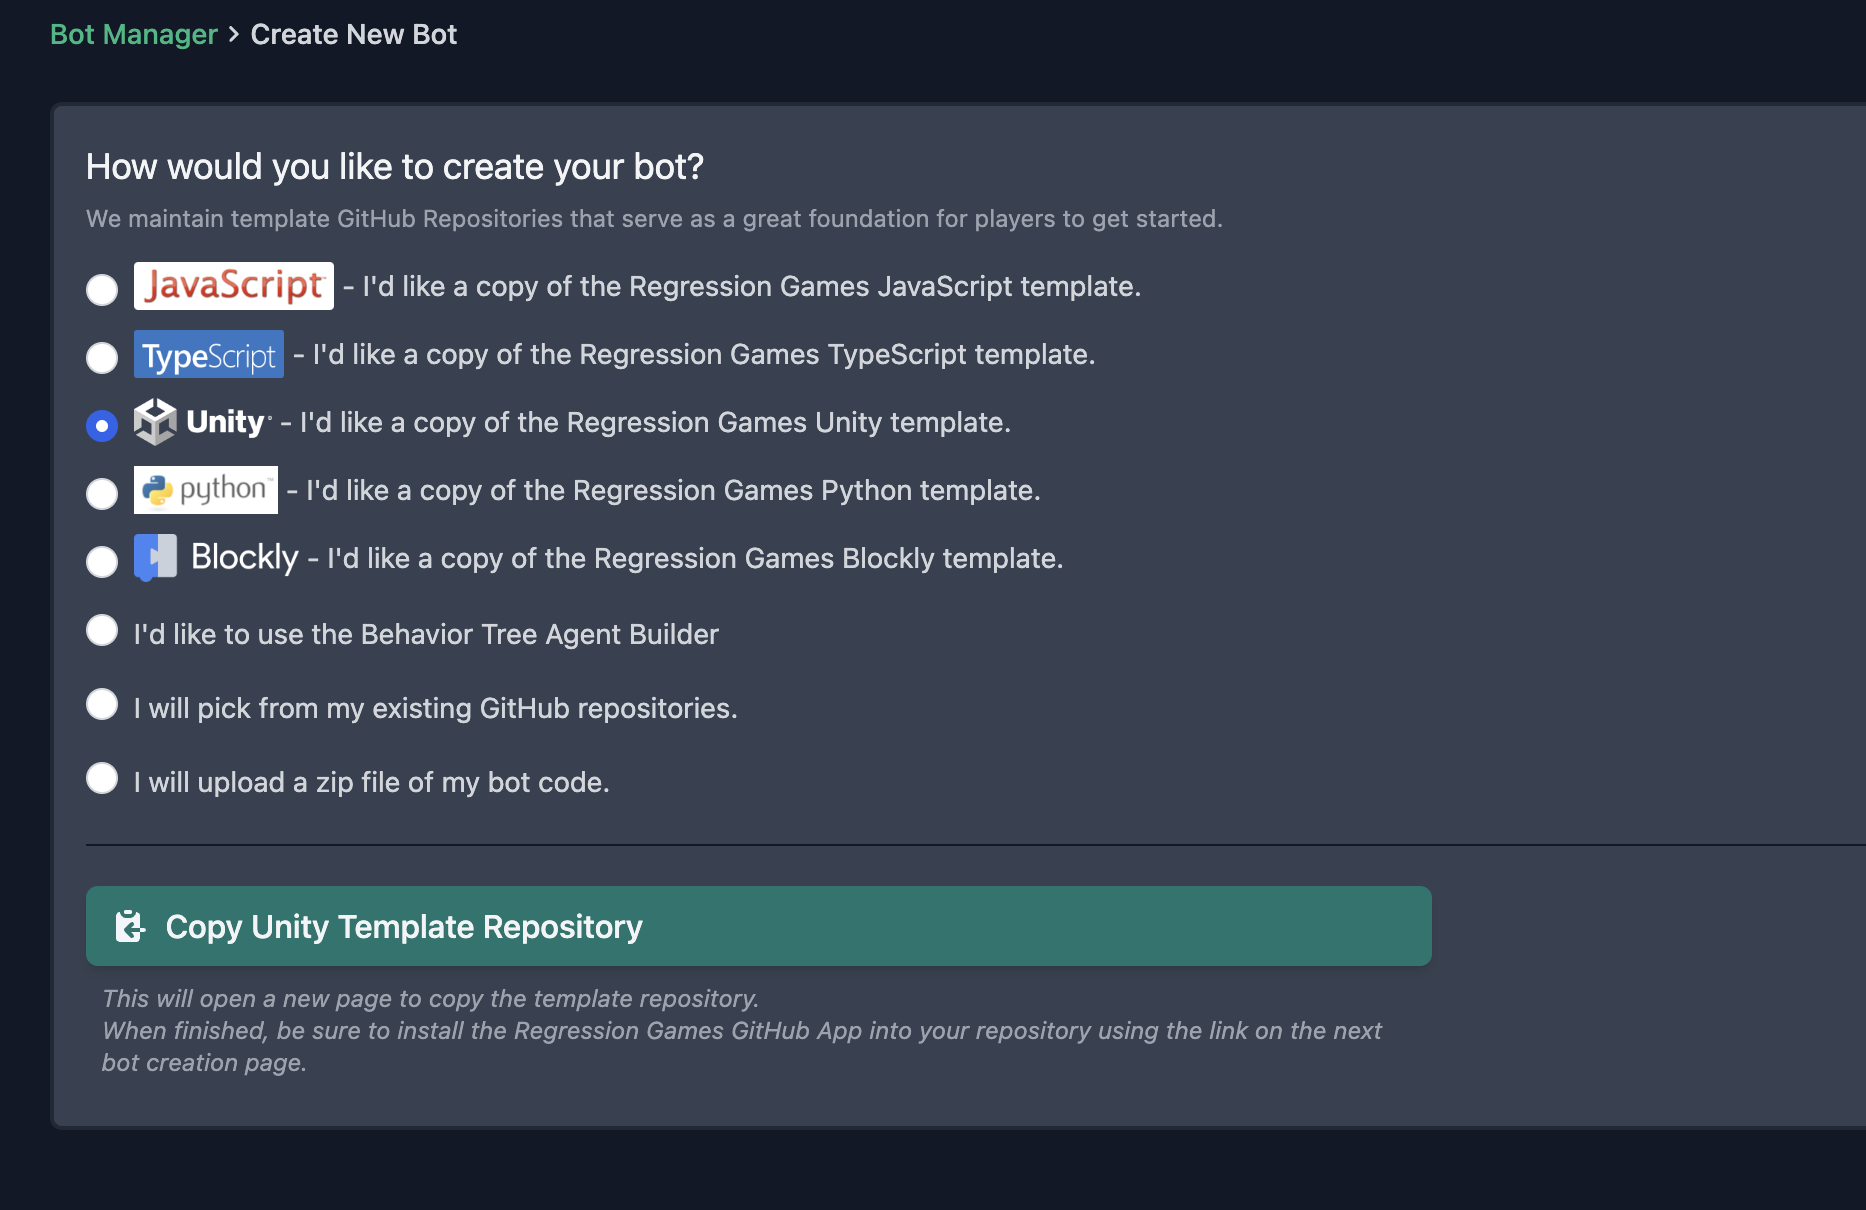 Bot Manager > Create New Bot
How would you like to create your bot?
We maintain template GitHub Repositories that serve as a great foundation for players to get started.
JavaScript™ - I'd like a copy of the Regression Games JavaScript template.
TypeScript - I'd like a copy of the Regression Games TypeScript template.
Unity - I'd like a copy of the Regression Games Unity template.
python™ - I'd like a copy of the Regression Games Python template.
Blockly - I'd like a copy of the Regression Games Blockly template.
I'd like to use the Behavior Tree Agent Builder
I will pick from my existing GitHub repositories.
I will upload a zip file of my bot code.
Copy Unity Template Repository
This will open a new page to copy the template repository.
When finished, be sure to install the Regression Games GitHub App into your repository using the link on the next
bot creation page.